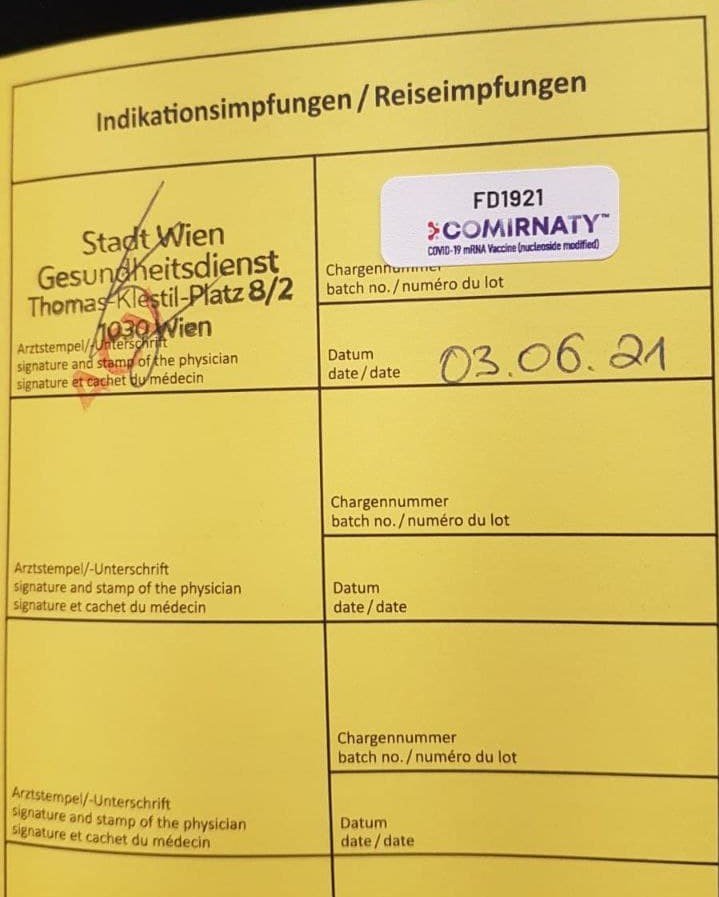 Indikationsimpfungen / Reiseimpfungen
Stadt Wien
Gesundheitsdienst
Thomas-Klestil-Platz 8/2
1030 Wien
Arztstempel/-Unterschrift
signature and stamp of the physician
signature et cachet du médecin
FD1921
COMIRNATY™
COVID-19 mRNA Vaccine (nucleoside modified)
Chargennummer
batch no. / numéro du lot
Datum
date / date
03.06.21
Arztstempel/-Unterschrift
signature and stamp of the physician
signature et cachet du médecin
Chargennummer
batch no. / numéro du lot
Datum
date / date
Arztstempel/-Unterschrift
signature and stamp of the physician
signature et cachet du médecin
Chargennummer
batch no. / numéro du lot
Datum
date / date